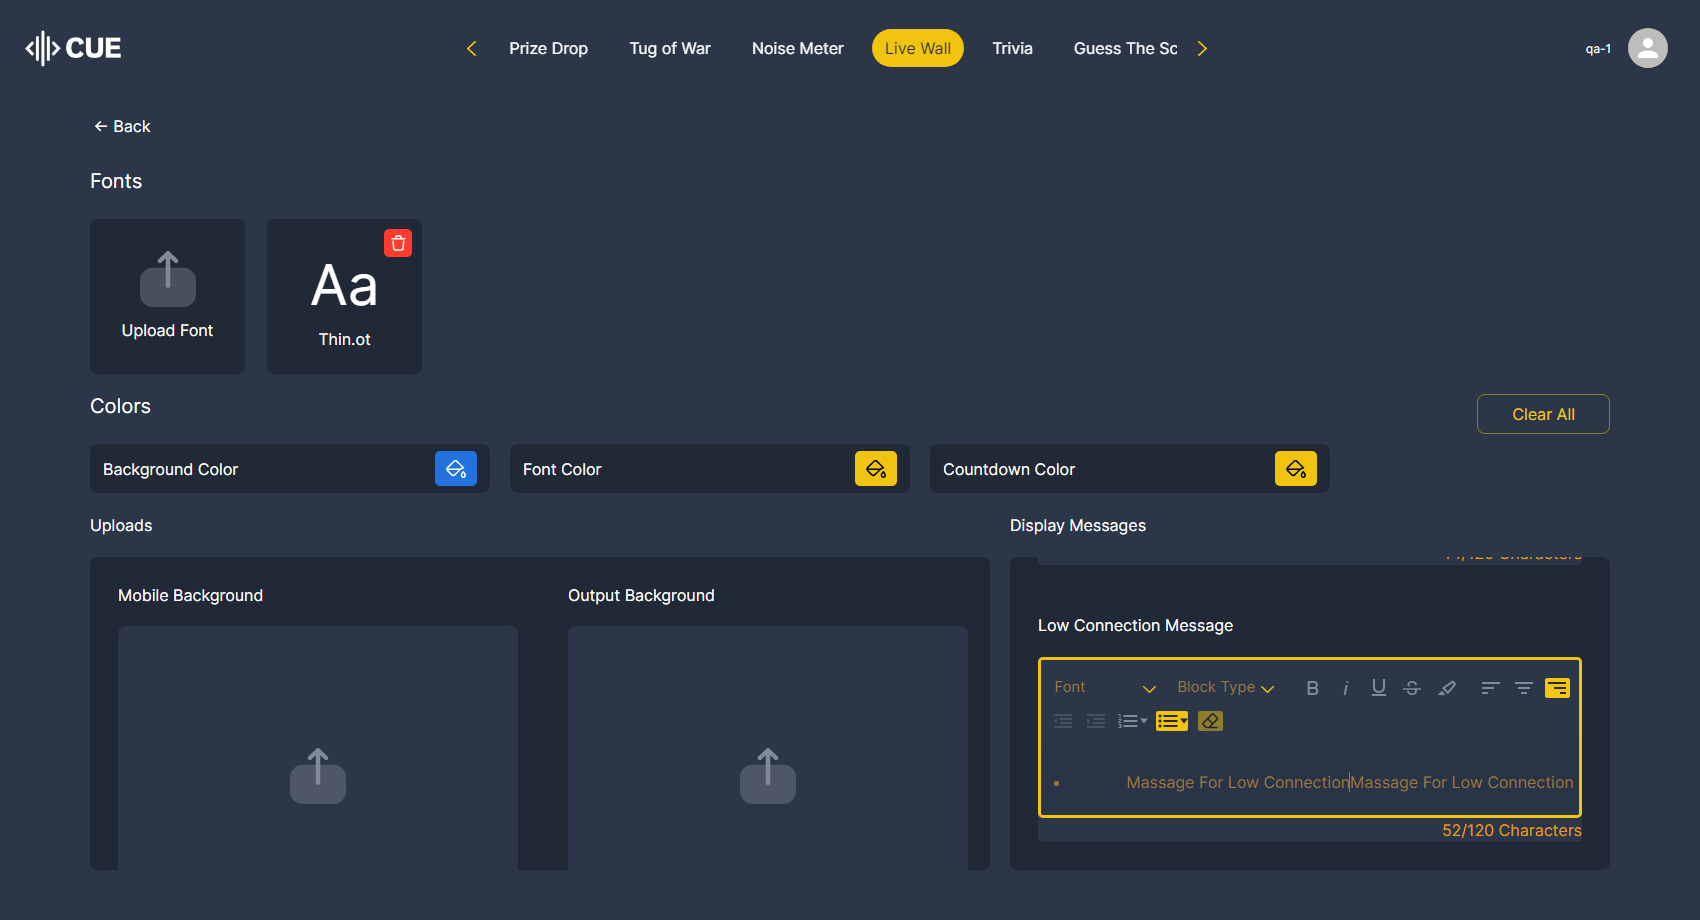 CUE
Prize Drop Tug of War Noise Meter Live Wall Trivia Guess The Sc
qa-1
← Back
Fonts
Upload Font
Aa
Thin.ot
Colors
Clear All
Background Color
Font Color
Countdown Color
Uploads
Display Messages
Mobile Background
Output Background
Low Connection Message
Font Block Type B i U S
• Massage For Low ConnectionMassage For Low Connection
52/120 Characters